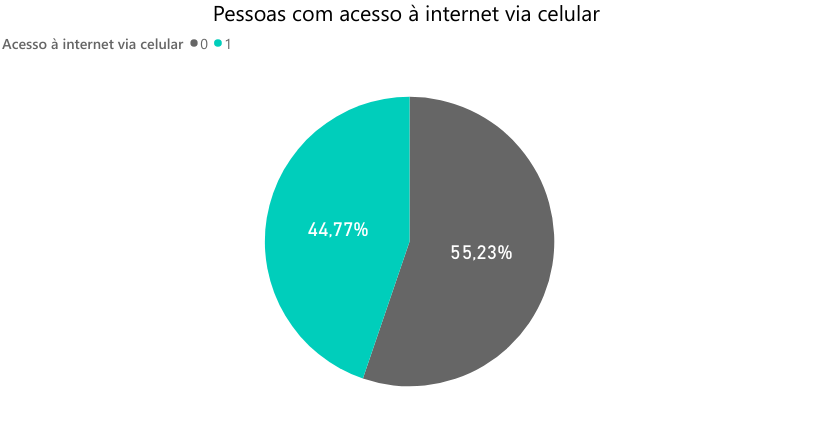 Pessoas com acesso à internet via celular
Acesso à internet via celular 0 1
44,77%
55,23%